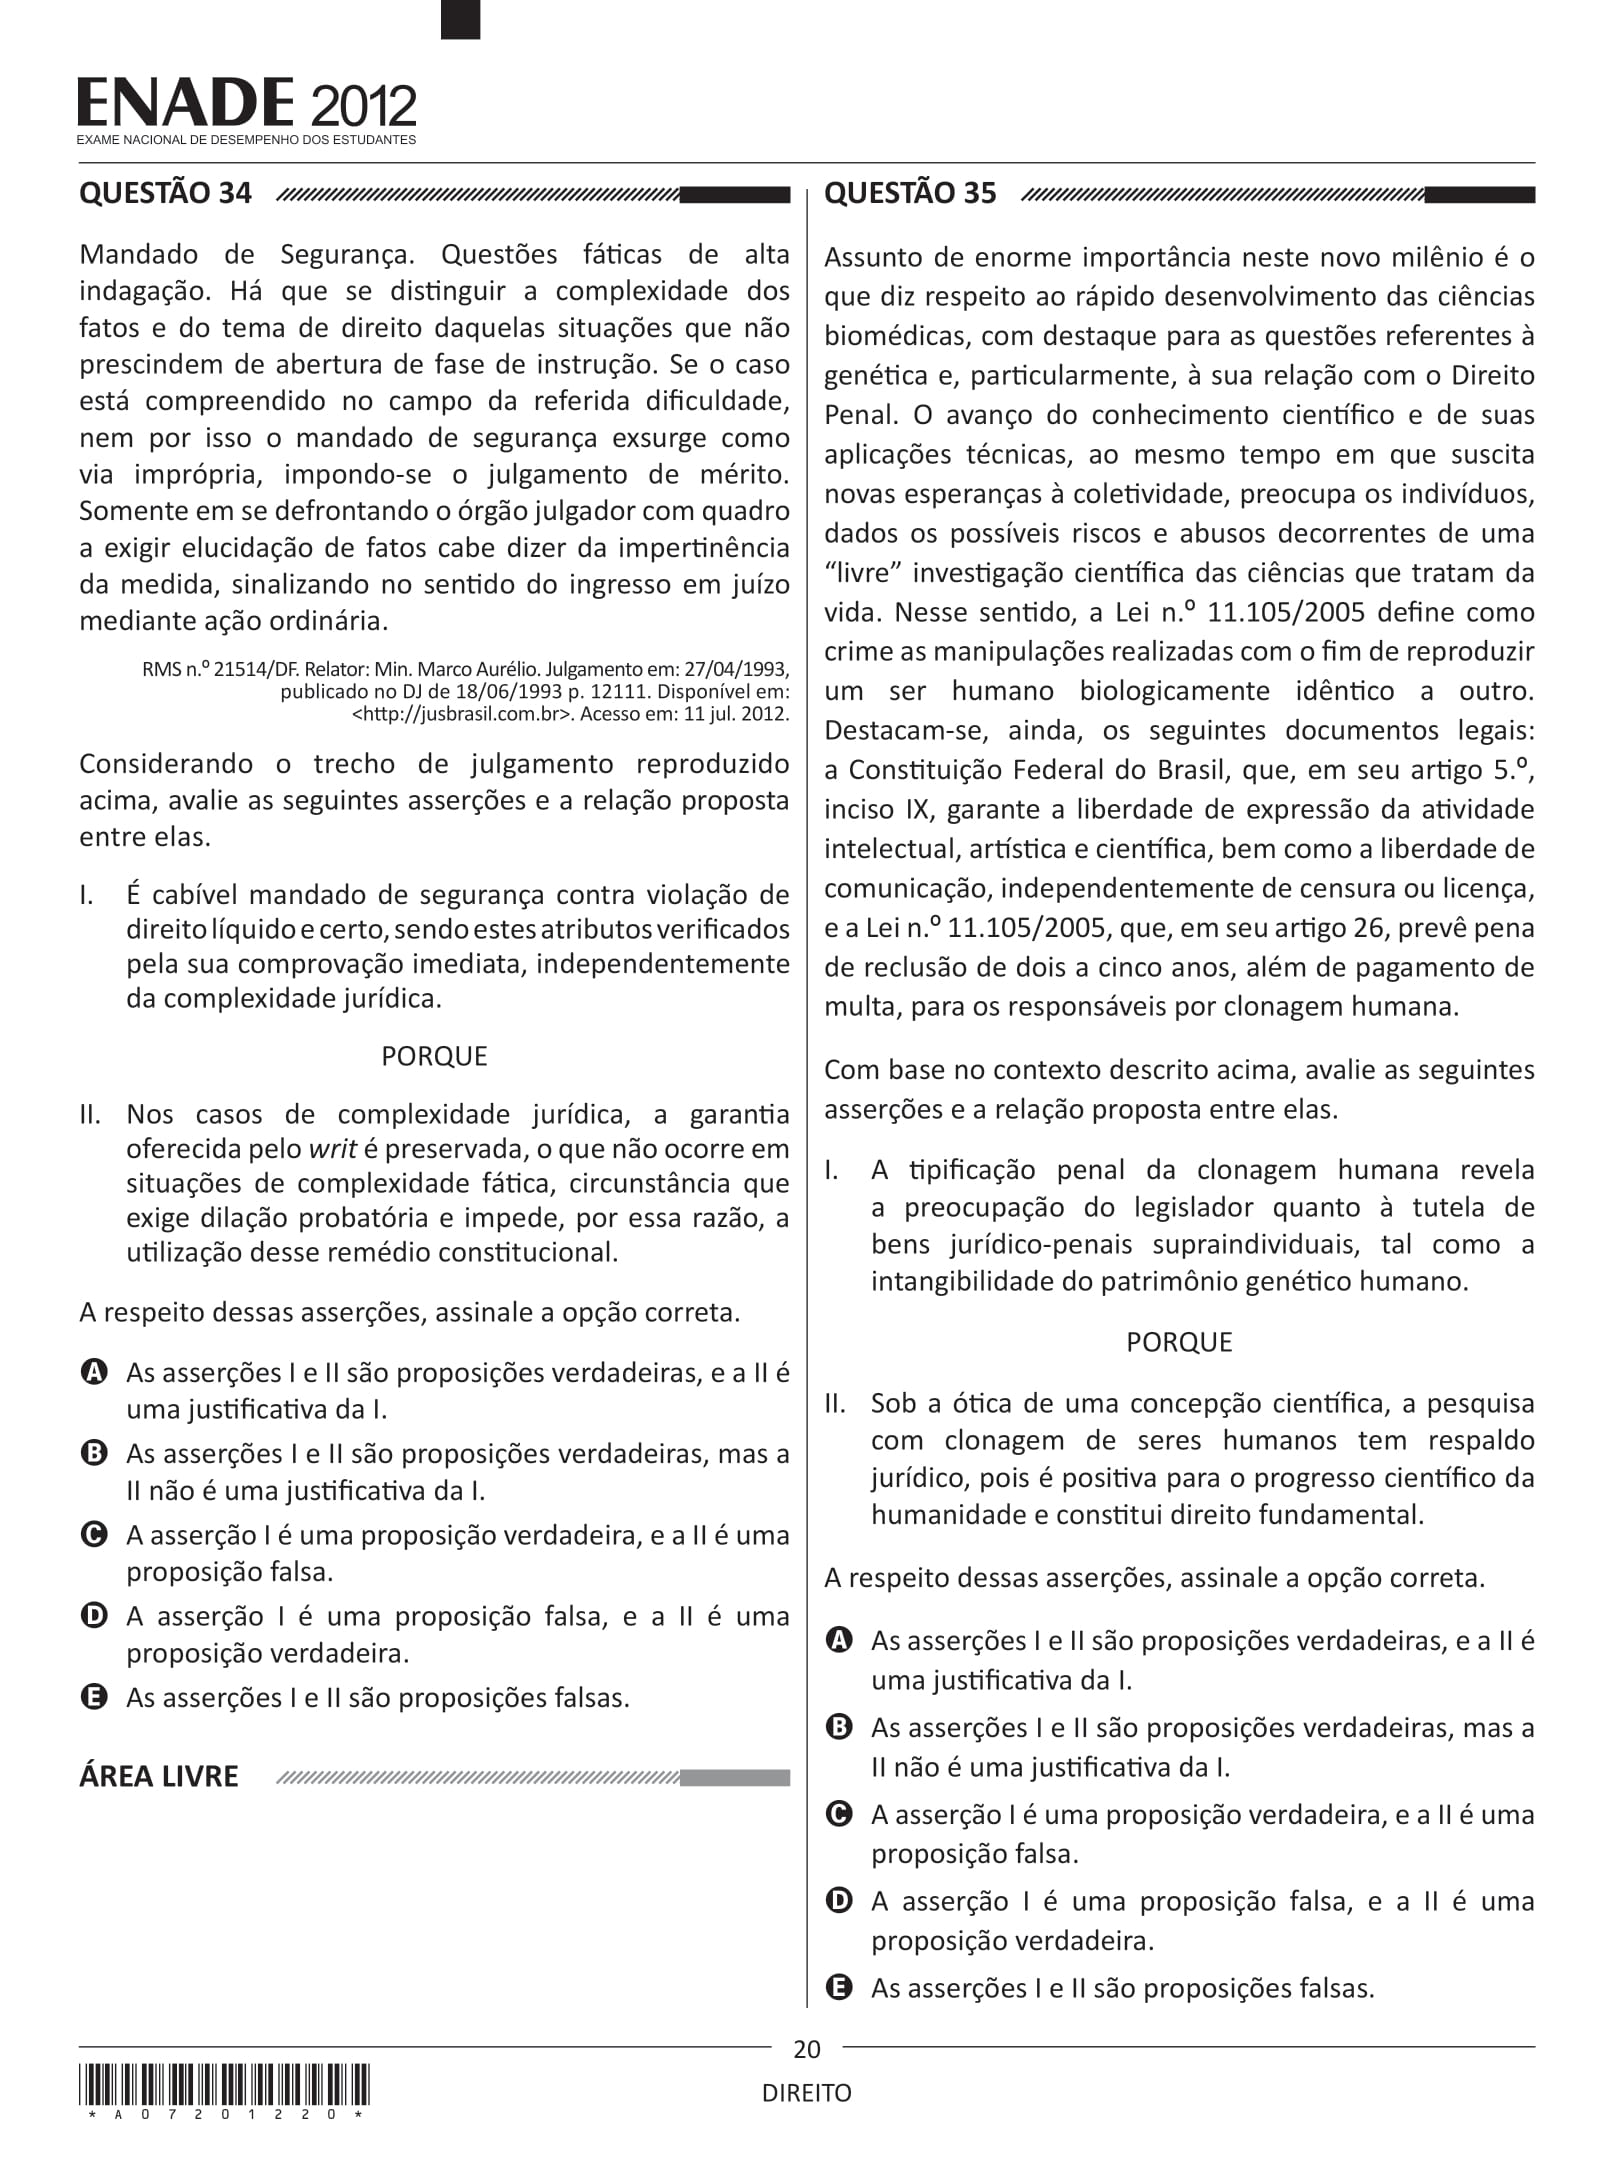 ENADE 2012
EXAME NACIONAL DE DESEMPENHO DOS ESTUDANTES
QUESTÃO 34
Mandado de Segurança. Questões fáticas de alta
indagação. Há que se distinguir a complexidade dos
fatos e do tema de direito daquelas situações que não
prescindem de abertura de fase de instrução. Se o caso
está compreendido no campo da referida dificuldade,
nem por isso o mandado de segurança exsurge como
via imprópria, impondo-se o julgamento de mérito.
Somente em se defrontando o órgão julgador com quadro
a exigir elucidação de fatos cabe dizer da impertinência
da medida, sinalizando no sentido do ingresso em juízo
mediante ação ordinária.
RMS n.º 21514/DF. Relator: Min. Marco Aurélio. Julgamento em: 27/04/1993,
publicado no DJ de 18/06/1993 p. 12111. Disponível em:
<http://jusbrasil.com.br>. Acesso em: 11 jul. 2012.
Considerando o trecho de julgamento reproduzido
acima, avalie as seguintes asserções e a relação proposta
entre elas.
I. É cabível mandado de segurança contra violação de
direito líquido e certo, sendo estes atributos verificados
pela sua comprovação imediata, independentemente
da complexidade jurídica.
PORQUE
II. Nos casos de complexidade jurídica, a garantia
oferecida pelo writ é preservada, o que não ocorre em
situações de complexidade fática, circunstância que
exige dilação probatória e impede, por essa razão, a
utilização desse remédio constitucional.
A respeito dessas asserções, assinale a opção correta.
A As asserções I e II são proposições verdadeiras, e a II é
uma justificativa da I.
B As asserções I e II são proposições verdadeiras, mas a
II não é uma justificativa da I.
C A asserção I é uma proposição verdadeira, e a II é uma
proposição falsa.
D A asserção I é uma proposição falsa, e a II é uma
proposição verdadeira.
E As asserções I e II são proposições falsas.
ÁREA LIVRE
QUESTÃO 35
Assunto de enorme importância neste novo milênio é o
que diz respeito ao rápido desenvolvimento das ciências
biomédicas, com destaque para as questões referentes à
genética e, particularmente, à sua relação com o Direito
Penal. O avanço do conhecimento científico e de suas
aplicações técnicas, ao mesmo tempo em que suscita
novas esperanças à coletividade, preocupa os indivíduos,
dados os possíveis riscos e abusos decorrentes de uma
“livre” investigação científica das ciências que tratam da
vida. Nesse sentido, a Lei n.º 11.105/2005 define como
crime as manipulações realizadas com o fim de reproduzir
um ser humano biologicamente idêntico a outro.
Destacam-se, ainda, os seguintes documentos legais:
a Constituição Federal do Brasil, que, em seu artigo 5.º,
inciso IX, garante a liberdade de expressão da atividade
intelectual, artística e científica, bem como a liberdade de
comunicação, independentemente de censura ou licença,
e a Lei n.º 11.105/2005, que, em seu artigo 26, prevê pena
de reclusão de dois a cinco anos, além de pagamento de
multa, para os responsáveis por clonagem humana.
Com base no contexto descrito acima, avalie as seguintes
asserções e a relação proposta entre elas.
I. A tipificação penal da clonagem humana revela
a preocupação do legislador quanto à tutela de
bens jurídico-penais supraindividuais, tal como a
intangibilidade do patrimônio genético humano.
PORQUE
II. Sob a ótica de uma concepção científica, a pesquisa
com clonagem de seres humanos tem respaldo
jurídico, pois é positiva para o progresso científico da
humanidade e constitui direito fundamental.
A respeito dessas asserções, assinale a opção correta.
A As asserções I e II são proposições verdadeiras, e a II é
uma justificativa da I.
B As asserções I e II são proposições verdadeiras, mas a
II não é uma justificativa da I.
C A asserção I é uma proposição verdadeira, e a II é uma
proposição falsa.
D A asserção I é uma proposição falsa, e a II é uma
proposição verdadeira.
E As asserções I e II são proposições falsas.
20
DIREITO
*A07201220*